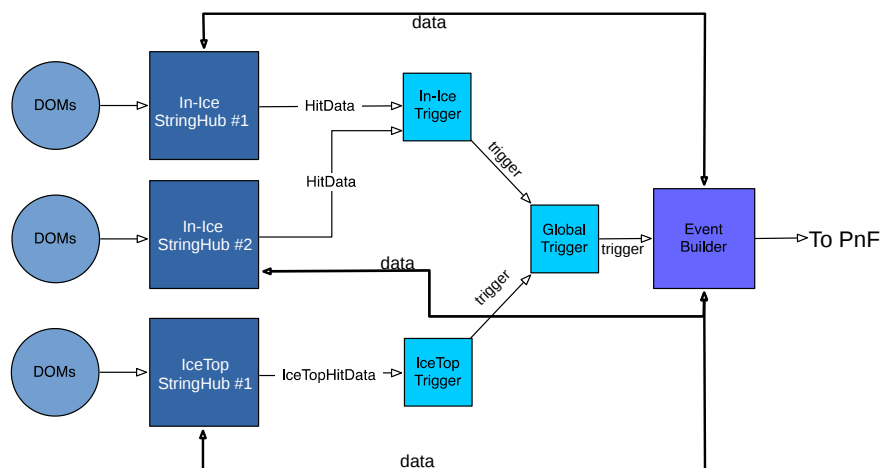 data
DOMs
In-Ice
StringHub #1
HitData
In-Ice
Trigger
trigger
HitData
DOMs
In-Ice
StringHub #2
Global
Trigger
trigger
Event
Builder
To PnF
data
trigger
DOMs
IceTop
StringHub #1
IceTopHitData
IceTop
Trigger
data